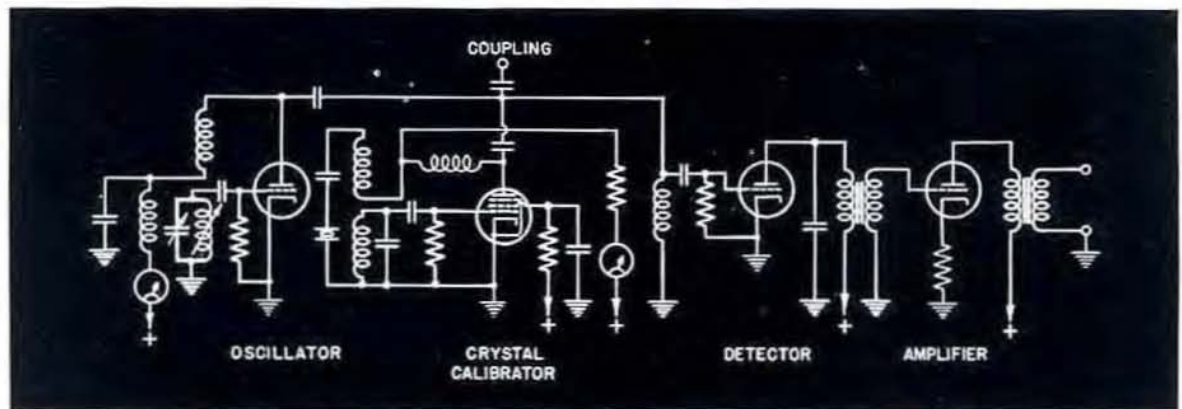 COUPLING
OSCILLATOR
CRYSTAL
CALIBRATOR
DETECTOR
AMPLIFIER
+
+
+
+
+